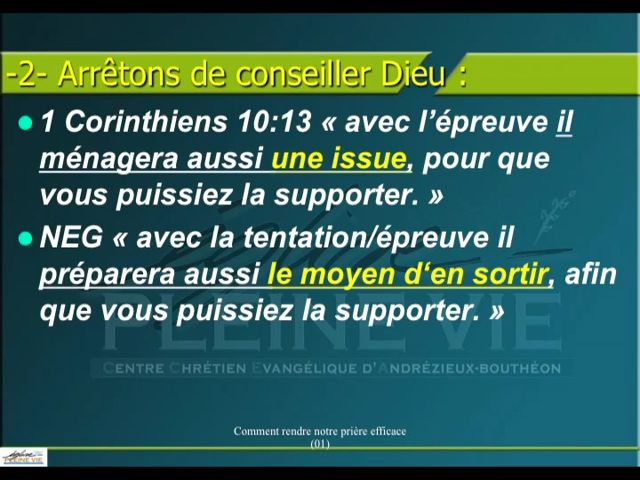 -2- Arrêtons de conseiller Dieu :
1 Corinthiens 10:13 « avec l’épreuve il
ménagera aussi une issue, pour que
vous puissiez la supporter. »
NEG « avec la tentation/épreuve il
préparera aussi le moyen d‘en sortir, afin
que vous puissiez la supporter. »
PLEINE VIE
CENTRE CHRÉTIEN EVANGÉLIQUE D'ANDRÉZIEUX-BOUTHÉON
Comment rendre notre prière efficace
(01)
PLEINE VIE